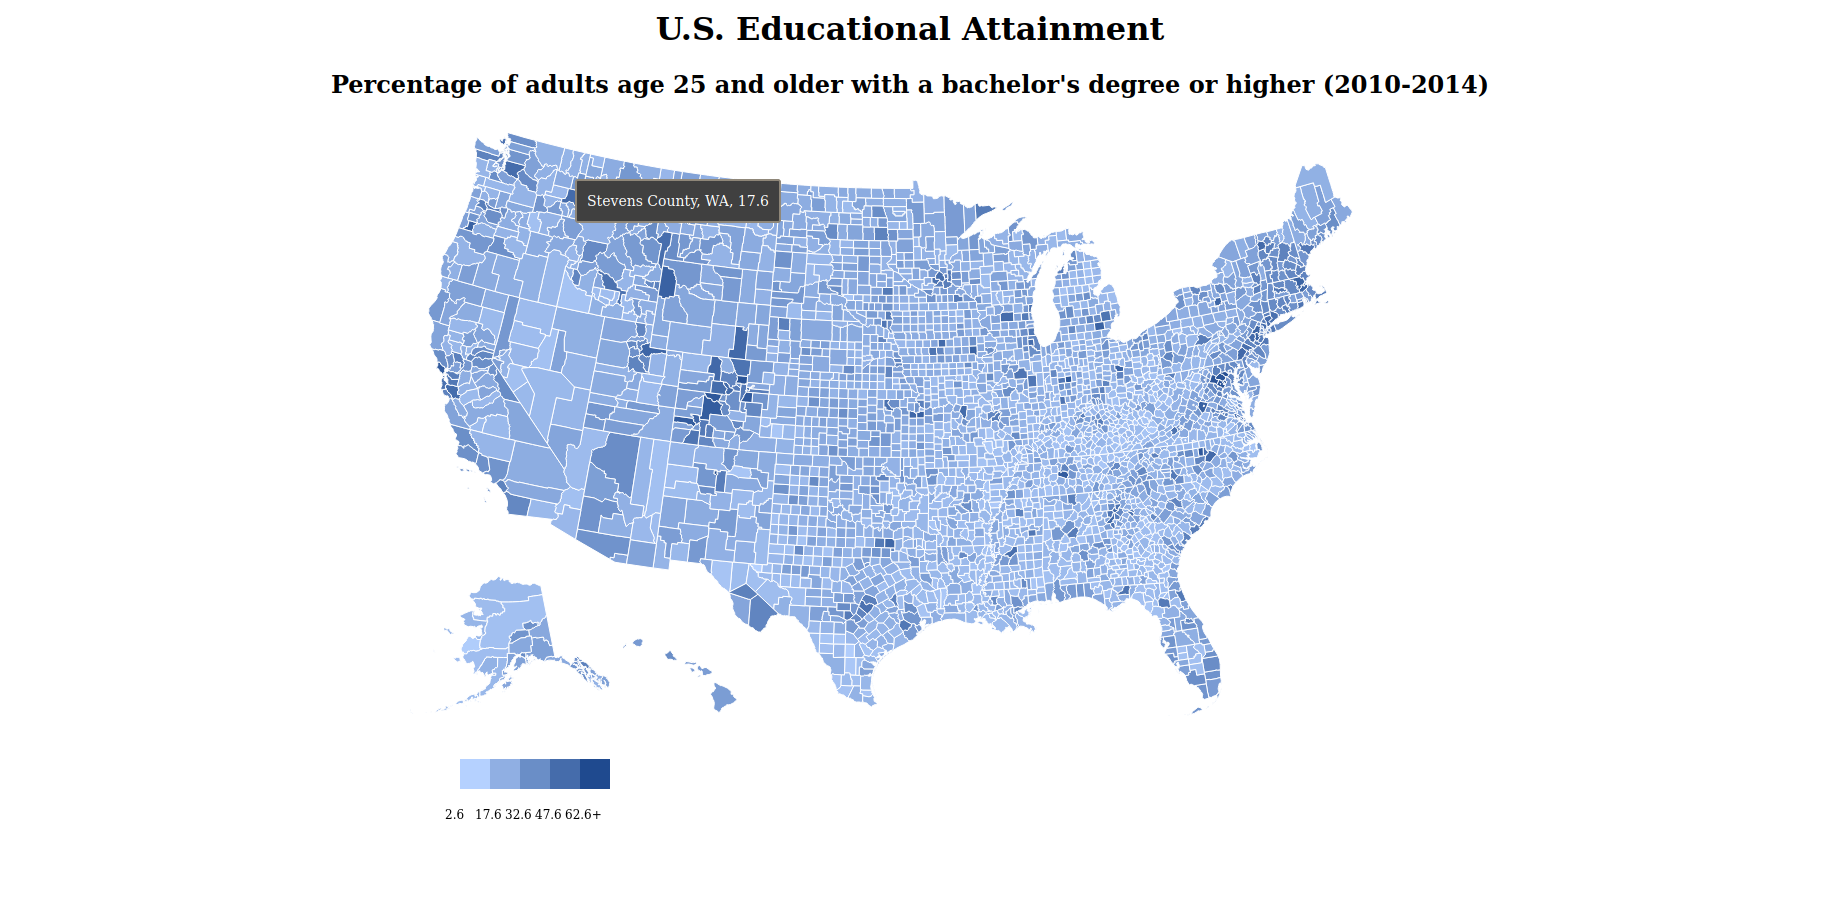 U.S. Educational Attainment
Percentage of adults age 25 and older with a bachelor's degree or higher (2010-2014)
Stevens County, WA, 17.6
2.6 17.6 32.6 47.6 62.6+